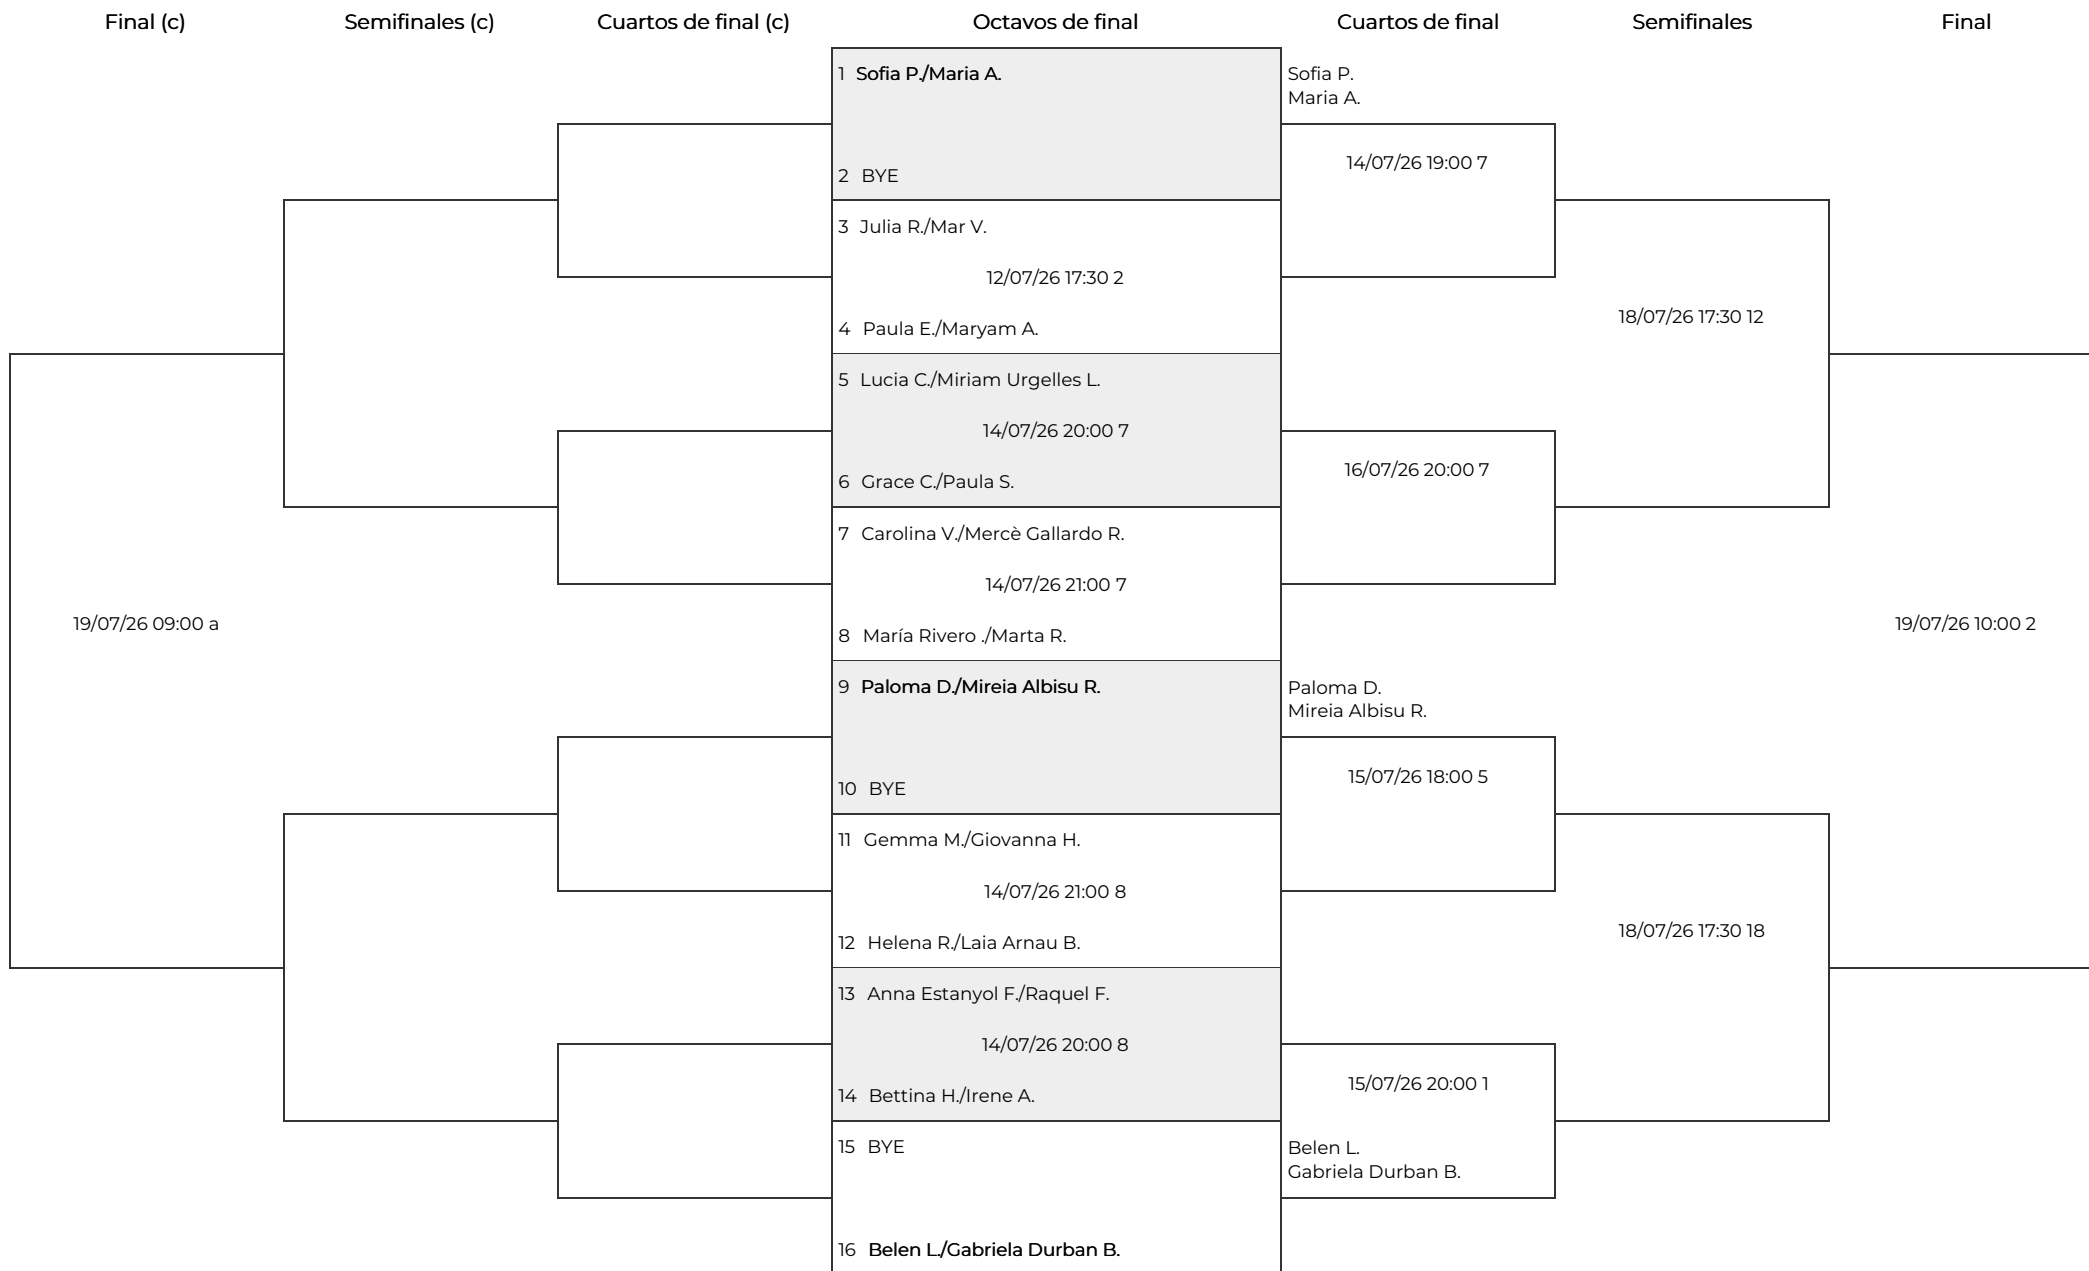 Final (c)
Semifinales (c)
Cuartos de final (c)
Octavos de final
Cuartos de final
Semifinales
Final
1 Sofia P./Maria A.
2 BYE
3 Julia R./Mar V.
12/07/26 17:30 2
4 Paula E./Maryam A.
5 Lucia C./Miriam Urgelles L.
14/07/26 20:00 7
6 Grace C./Paula S.
7 Carolina V./Mercè Gallardo R.
14/07/26 21:00 7
8 María Rivero ./Marta R.
9 Paloma D./Mireia Albisu R.
10 BYE
11 Gemma M./Giovanna H.
14/07/26 21:00 8
12 Helena R./Laia Arnau B.
13 Anna Estanyol F./Raquel F.
14/07/26 20:00 8
14 Bettina H./Irene A.
15 BYE
16 Belen L./Gabriela Durban B.
Sofia P.
Maria A.
14/07/26 19:00 7
16/07/26 20:00 7
Paloma D.
Mireia Albisu R.
15/07/26 18:00 5
15/07/26 20:00 1
Belen L.
Gabriela Durban B.
18/07/26 17:30 12
18/07/26 17:30 18
19/07/26 10:00 2
19/07/26 09:00 a